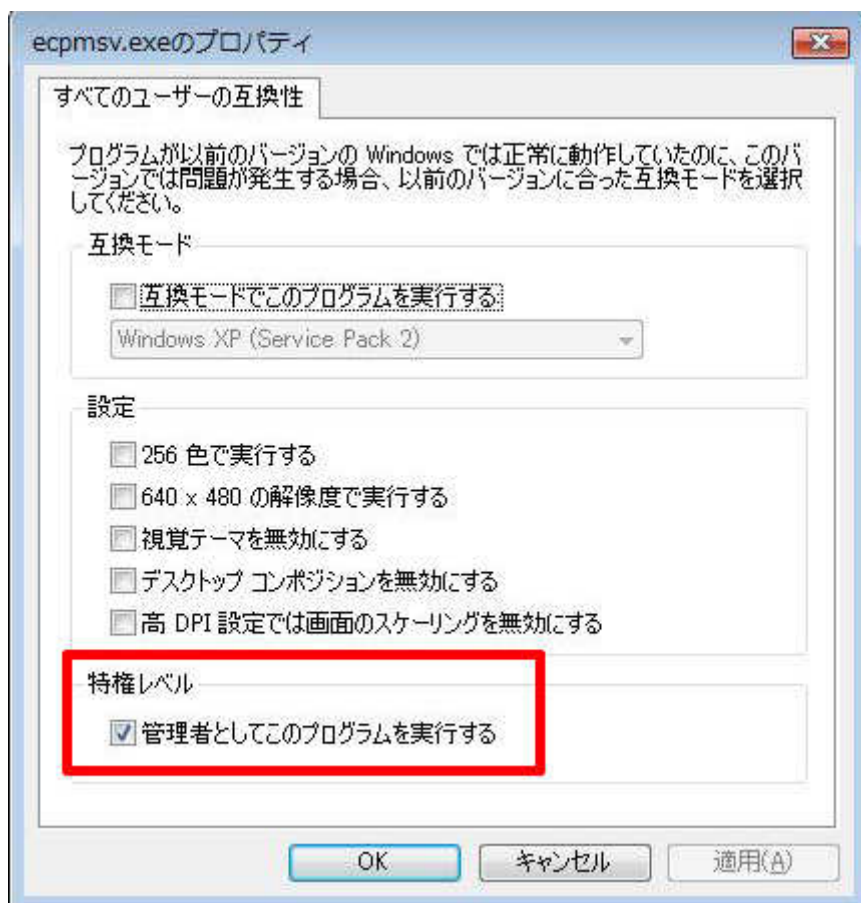 ecpmsv.exeのプロパティ
すべてのユーザーの互換性
プログラムが以前のバージョンの Windows では正常に動作していたのに、このバ
ージョンでは問題が発生する場合、以前のバージョンに合った互換モードを選択
してください。
互換モード
互換モードでこのプログラムを実行する:
Windows XP (Service Pack 2)
設定
256 色で実行する
640 x 480 の解像度で実行する
視覚テーマを無効にする
デスクトップ コンポジションを無効にする
高 DPI 設定では画面のスケーリングを無効にする
特権レベル
管理者としてこのプログラムを実行する
OK
キャンセル
適用(A)